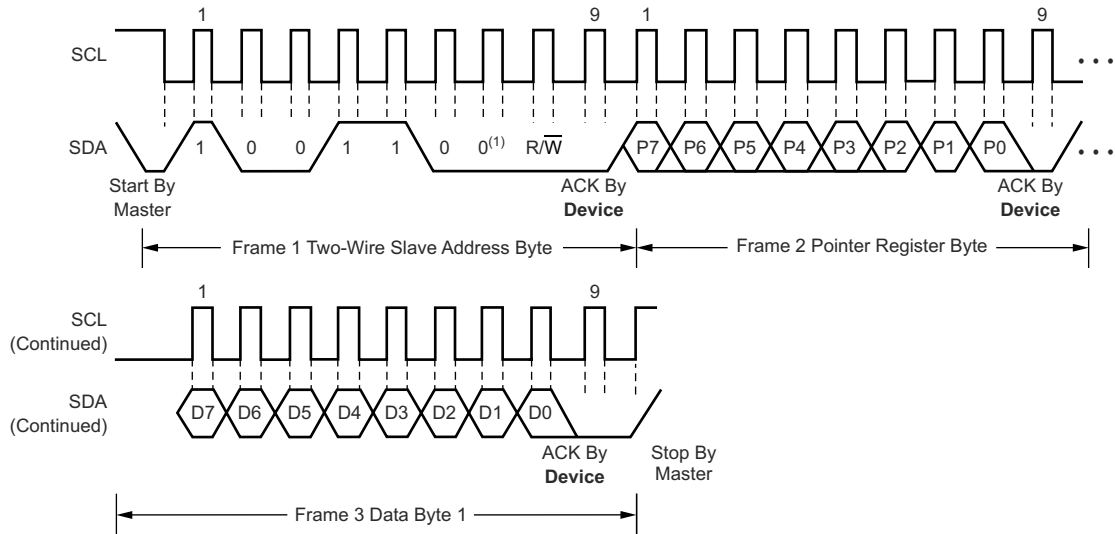 1 9 1 9
SCL
SDA 1 0 0 1 1 0 0(1) R/W P7 P6 P5 P4 P3 P2 P1 P0
Start By Master
ACK By Device
ACK By Device
Frame 1 Two-Wire Slave Address Byte
Frame 2 Pointer Register Byte
1 9
SCL (Continued)
SDA (Continued) D7 D6 D5 D4 D3 D2 D1 D0
ACK By Device
Stop By Master
Frame 3 Data Byte 1